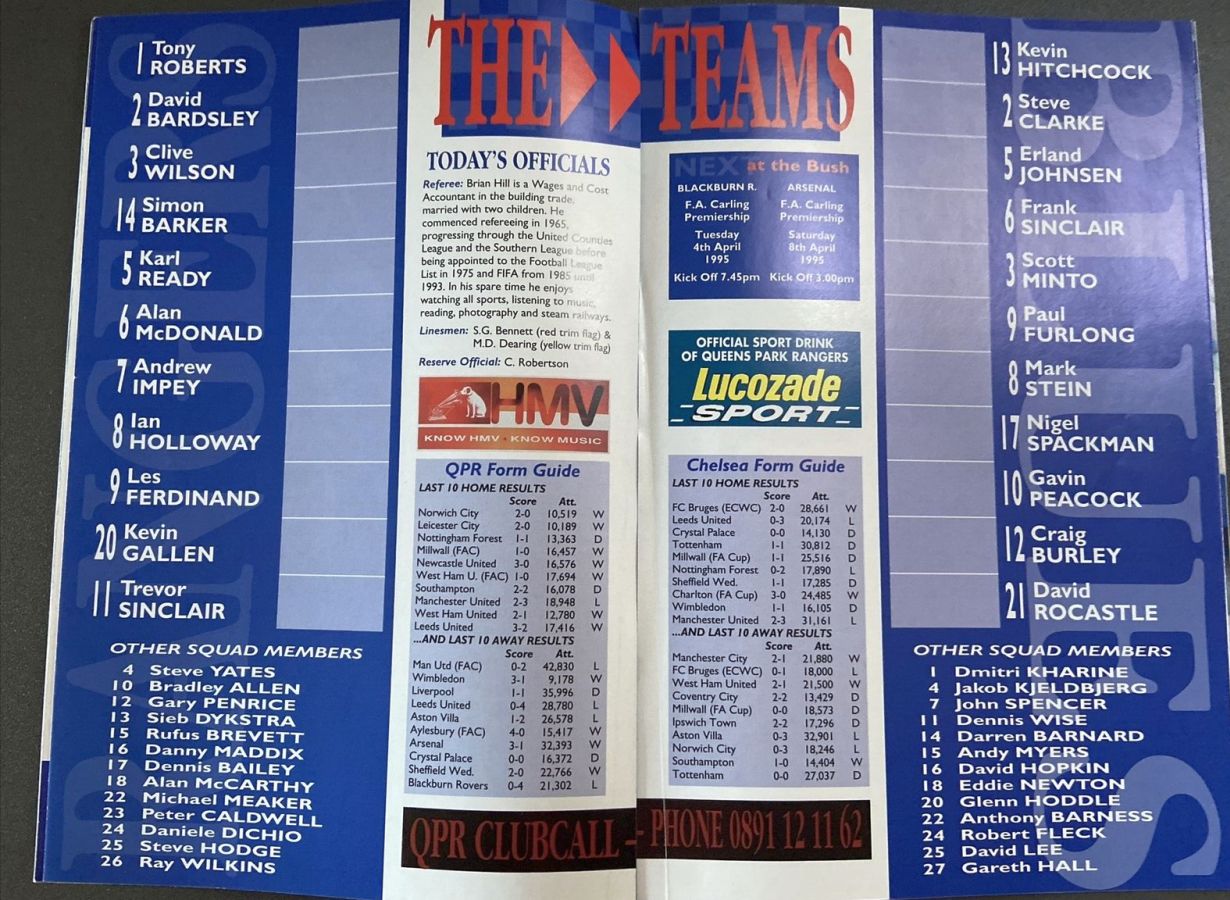 RANGERS
1 Tony
ROBERTS
2 David
BARDSLEY
3 Clive
WILSON
14 Simon
BARKER
5 Karl
READY
6 Alan
McDONALD
7 Andrew
IMPEY
8 Ian
HOLLOWAY
9 Les
FERDINAND
20 Kevin
GALLEN
11 Trevor
SINCLAIR
OTHER SQUAD MEMBERS
4 Steve YATES
10 Bradley ALLEN
12 Gary PENRICE
13 Sieb DYKSTRA
15 Rufus BREVETT
16 Danny MADDIX
17 Dennis BAILEY
18 Alan McCARTHY
22 Michael MEAKER
23 Peter CALDWELL
24 Daniele DICHIO
25 Steve HODGE
26 Ray WILKINS
THE TEAMS
TODAY'S OFFICIALS
Referee: Brian Hill is a Wages and Cost
Accountant in the building trade,
married with two children. He
commenced refereeing in 1965,
progressing through the United Counties
League and the Southern League before
being appointed to the Football League
List in 1975 and FIFA from 1985 until
1993. In his spare time he enjoys
watching all sports, listening to music,
reading, photography and steam railways.
Linesmen: S.G. Bennett (red trim flag) &
M.D. Dearing (yellow trim flag)
Reserve Official: C. Robertson
HMV
KNOW HMV · KNOW MUSIC
QPR Form Guide
LAST 10 HOME RESULTS
Score Att.
Norwich City 2-0 10,519 W
Leicester City 2-0 10,189 W
Nottingham Forest 1-1 13,363 D
Millwall (FAC) 1-0 16,457 W
Newcastle United 3-0 16,576 W
West Ham U. (FAC) 1-0 17,694 W
Southampton 2-2 16,078 D
Manchester United 2-3 18,948 L
West Ham United 2-1 12,780 W
Leeds United 3-2 17,416 W
...AND LAST 10 AWAY RESULTS
Score Att.
Man Utd (FAC) 0-2 42,830 L
Wimbledon 3-1 9,178 W
Liverpool 1-1 35,996 D
Leeds United 0-4 28,780 L
Aston Villa 1-2 26,578 L
Aylesbury (FAC) 4-0 15,417 W
Arsenal 3-1 32,393 W
Crystal Palace 0-0 16,372 D
Sheffield Wed. 2-0 22,766 W
Blackburn Rovers 0-4 21,302 L
NEXT at the Bush
BLACKBURN R. ARSENAL
F.A. Carling F.A. Carling
Premiership Premiership
Tuesday Saturday
4th April 8th April
1995 1995
Kick Off 7.45pm Kick Off 3.00pm
OFFICIAL SPORT DRINK
OF QUEENS PARK RANGERS
Lucozade
SPORT
Chelsea Form Guide
LAST 10 HOME RESULTS
Score Att.
FC Bruges (ECWC) 2-0 28,661 W
Leeds United 0-3 20,174 L
Crystal Palace 0-0 14,130 D
Tottenham 1-1 30,812 D
Millwall (FA Cup) 1-1 25,516 D
Nottingham Forest 0-2 17,890 L
Sheffield Wed. 1-1 17,285 D
Charlton (FA Cup) 3-0 24,485 W
Wimbledon 1-1 16,105 D
Manchester United 2-3 31,161 L
...AND LAST 10 AWAY RESULTS
Score Att.
Manchester City 2-1 21,880 W
FC Bruges (ECWC) 0-1 18,000 L
West Ham United 2-1 21,500 W
Coventry City 2-2 13,429 D
Millwall (FA Cup) 0-0 18,573 D
Ipswich Town 2-2 17,296 D
Aston Villa 0-3 32,901 L
Norwich City 0-3 18,246 L
Southampton 1-0 14,404 W
Tottenham 0-0 27,037 D
QPR CLUBCALL - PHONE 0891 12 11 62
BLUES
13 Kevin
HITCHCOCK
2 Steve
CLARKE
5 Erland
JOHNSEN
6 Frank
SINCLAIR
3 Scott
MINTO
9 Paul
FURLONG
8 Mark
STEIN
17 Nigel
SPACKMAN
10 Gavin
PEACOCK
12 Craig
BURLEY
21 David
ROCASTLE
OTHER SQUAD MEMBERS
1 Dmitri KHARINE
4 Jakob KJELDBJERG
7 John SPENCER
11 Dennis WISE
14 Darren BARNARD
15 Andy MYERS
16 David HOPKIN
18 Eddie NEWTON
20 Glenn HODDLE
22 Anthony BARNESS
24 Robert FLECK
25 David LEE
27 Gareth HALL